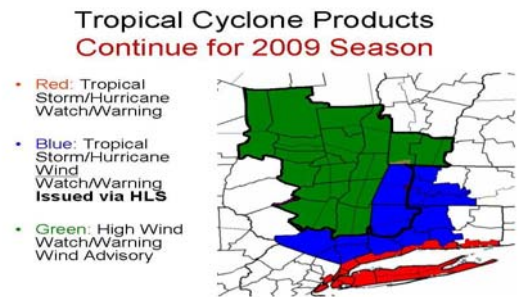 Tropical Cyclone Products
Continue for 2009 Season
• Red: Tropical
Storm/Hurricane
Watch/Warning
• Blue: Tropical
Storm/Hurricane
Wind
Watch/Warning
Issued via HLS
• Green: High Wind
Watch/Warning
Wind Advisory